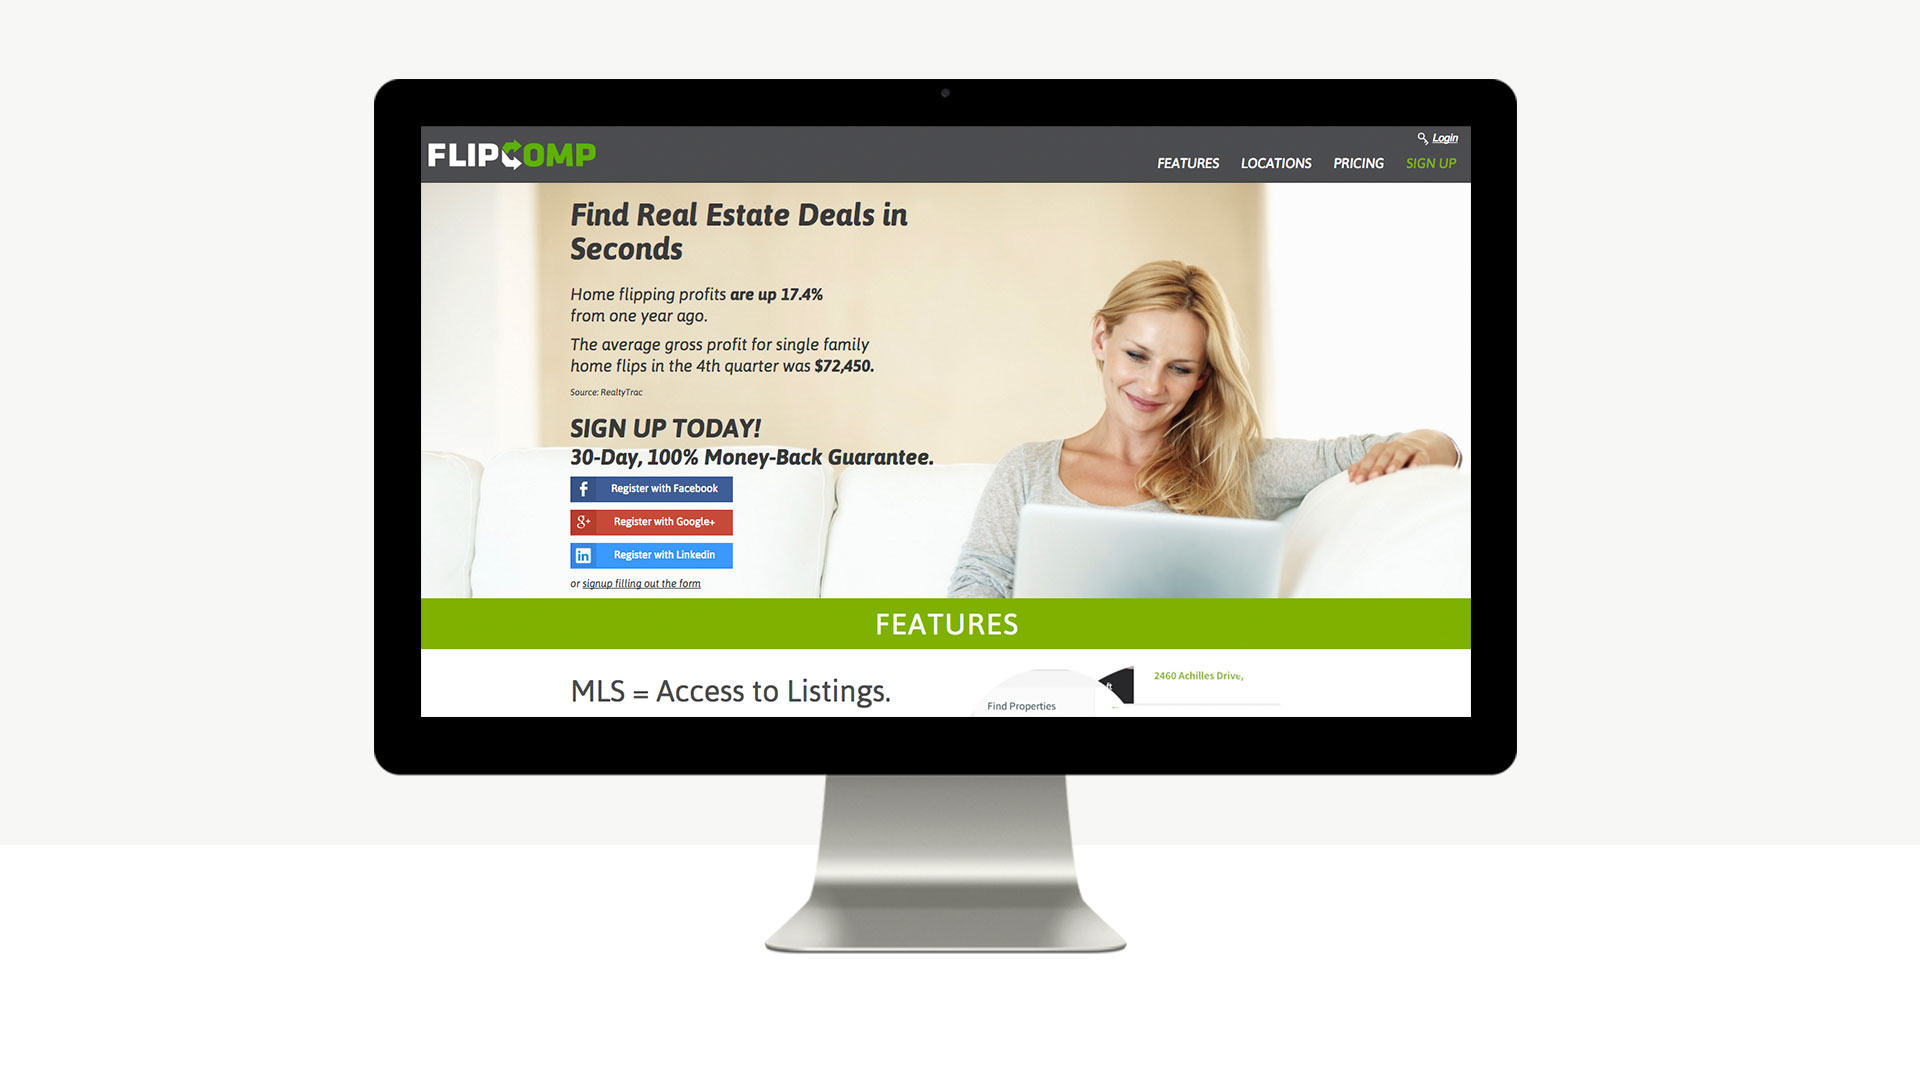 FLIPCOMP
Login
FEATURES LOCATIONS PRICING SIGN UP
Find Real Estate Deals in
Seconds
Home flipping profits are up 17.4%
from one year ago.
The average gross profit for single family
home flips in the 4th quarter was $72,450.
Source: RealtyTrac
SIGN UP TODAY!
30-Day, 100% Money-Back Guarantee.
f Register with Facebook
g+ Register with Google+
in Register with Linkedin
or signup filling out the form
FEATURES
MLS = Access to Listings.
ft
2460 Achilles Drive,
Find Properties